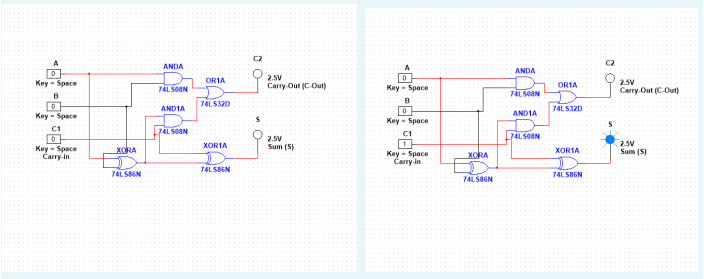 A
0
Key = Space
B
0
Key = Space
C1
0
Key = Space
Carry-in
ANDA
74LS08N
AND1A
74LS08N
XORA
74LS86N
OR1A
74LS32D
XOR1A
74LS86N
C2
2.5V
Carry-Out (C-Out)
S
2.5V
Sum (S)
A
0
Key = Space
B
0
Key = Space
C1
1
Key = Space
Carry-in
ANDA
74LS08N
AND1A
74LS08N
XORA
74LS86N
OR1A
74LS32D
XOR1A
74LS86N
C2
2.5V
Carry-Out (C-Out)
S
2.5V
Sum (S)